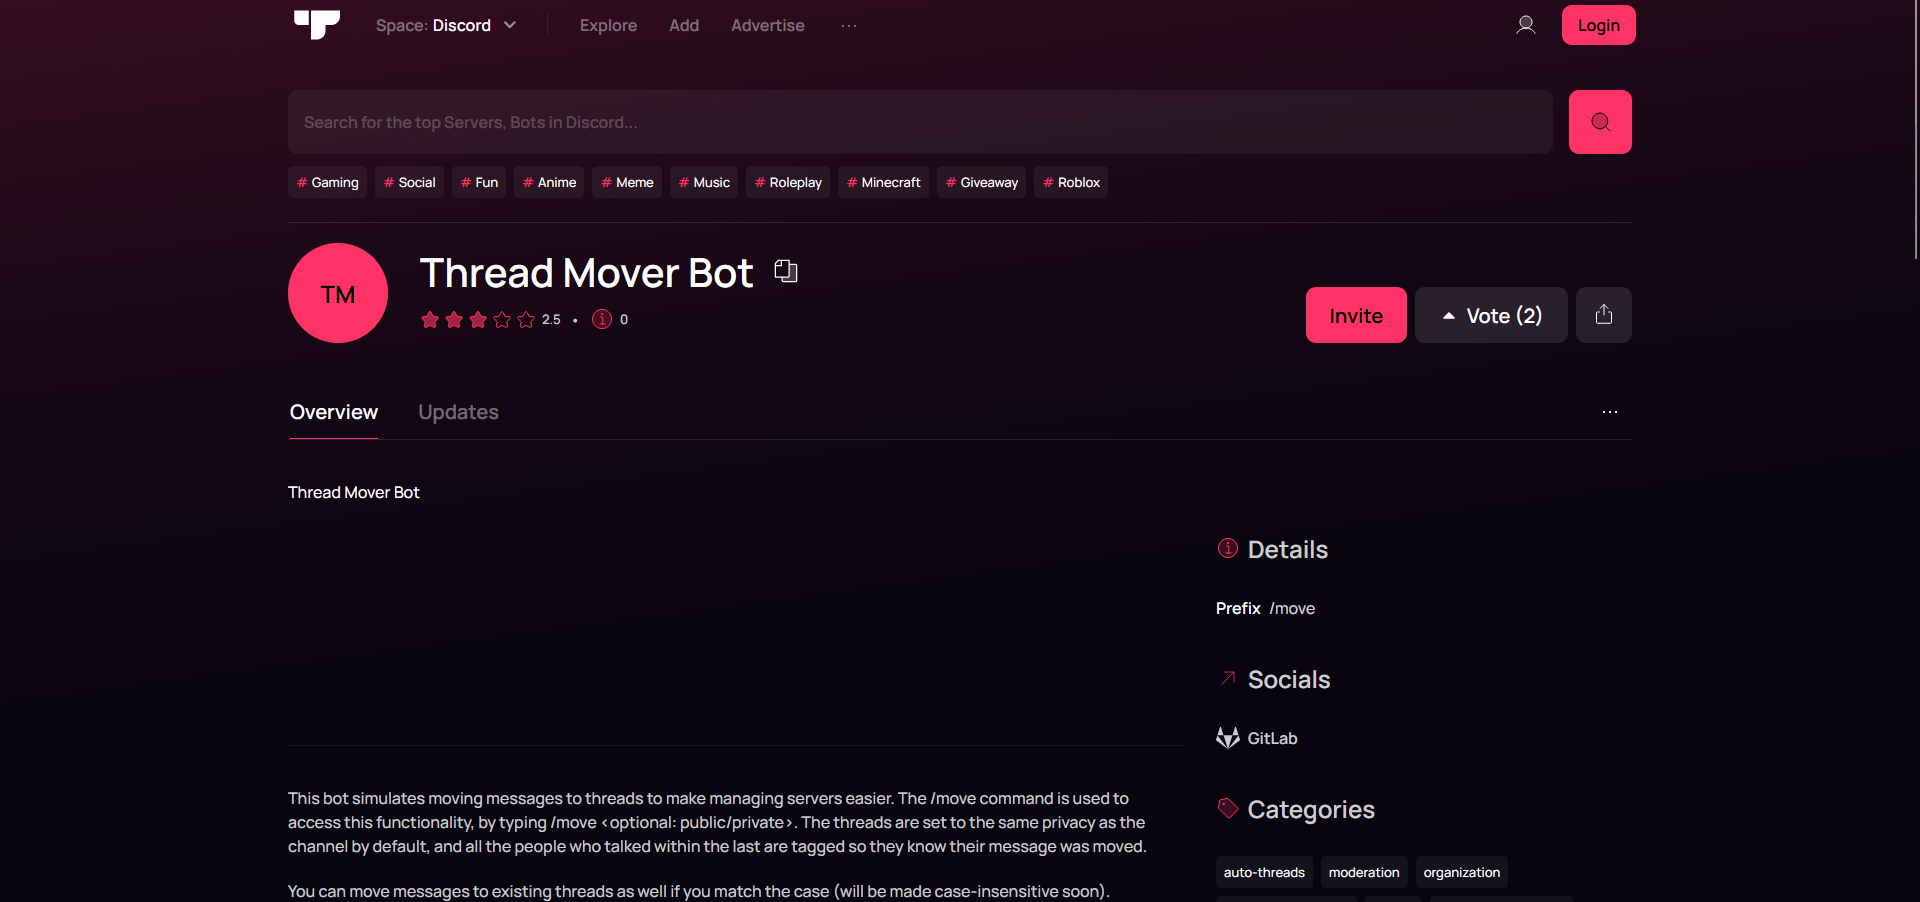 Space: Discord
Explore
Add
Advertise
Login
Search for the top Servers, Bots in Discord...
# Gaming
# Social
# Fun
# Anime
# Meme
# Music
# Roleplay
# Minecraft
# Giveaway
# Roblox
TM
Thread Mover Bot
2.5 • 0
Invite
Vote (2)
Overview
Updates
Thread Mover Bot
Details
Prefix /move
Socials
GitLab
Categories
auto-threads
moderation
organization
This bot simulates moving messages to threads to make managing servers easier. The /move command is used to
access this functionality, by typing /move <optional: public/private>. The threads are set to the same privacy as the
channel by default, and all the people who talked within the last are tagged so they know their message was moved.
You can move messages to existing threads as well if you match the case (will be made case-insensitive soon).